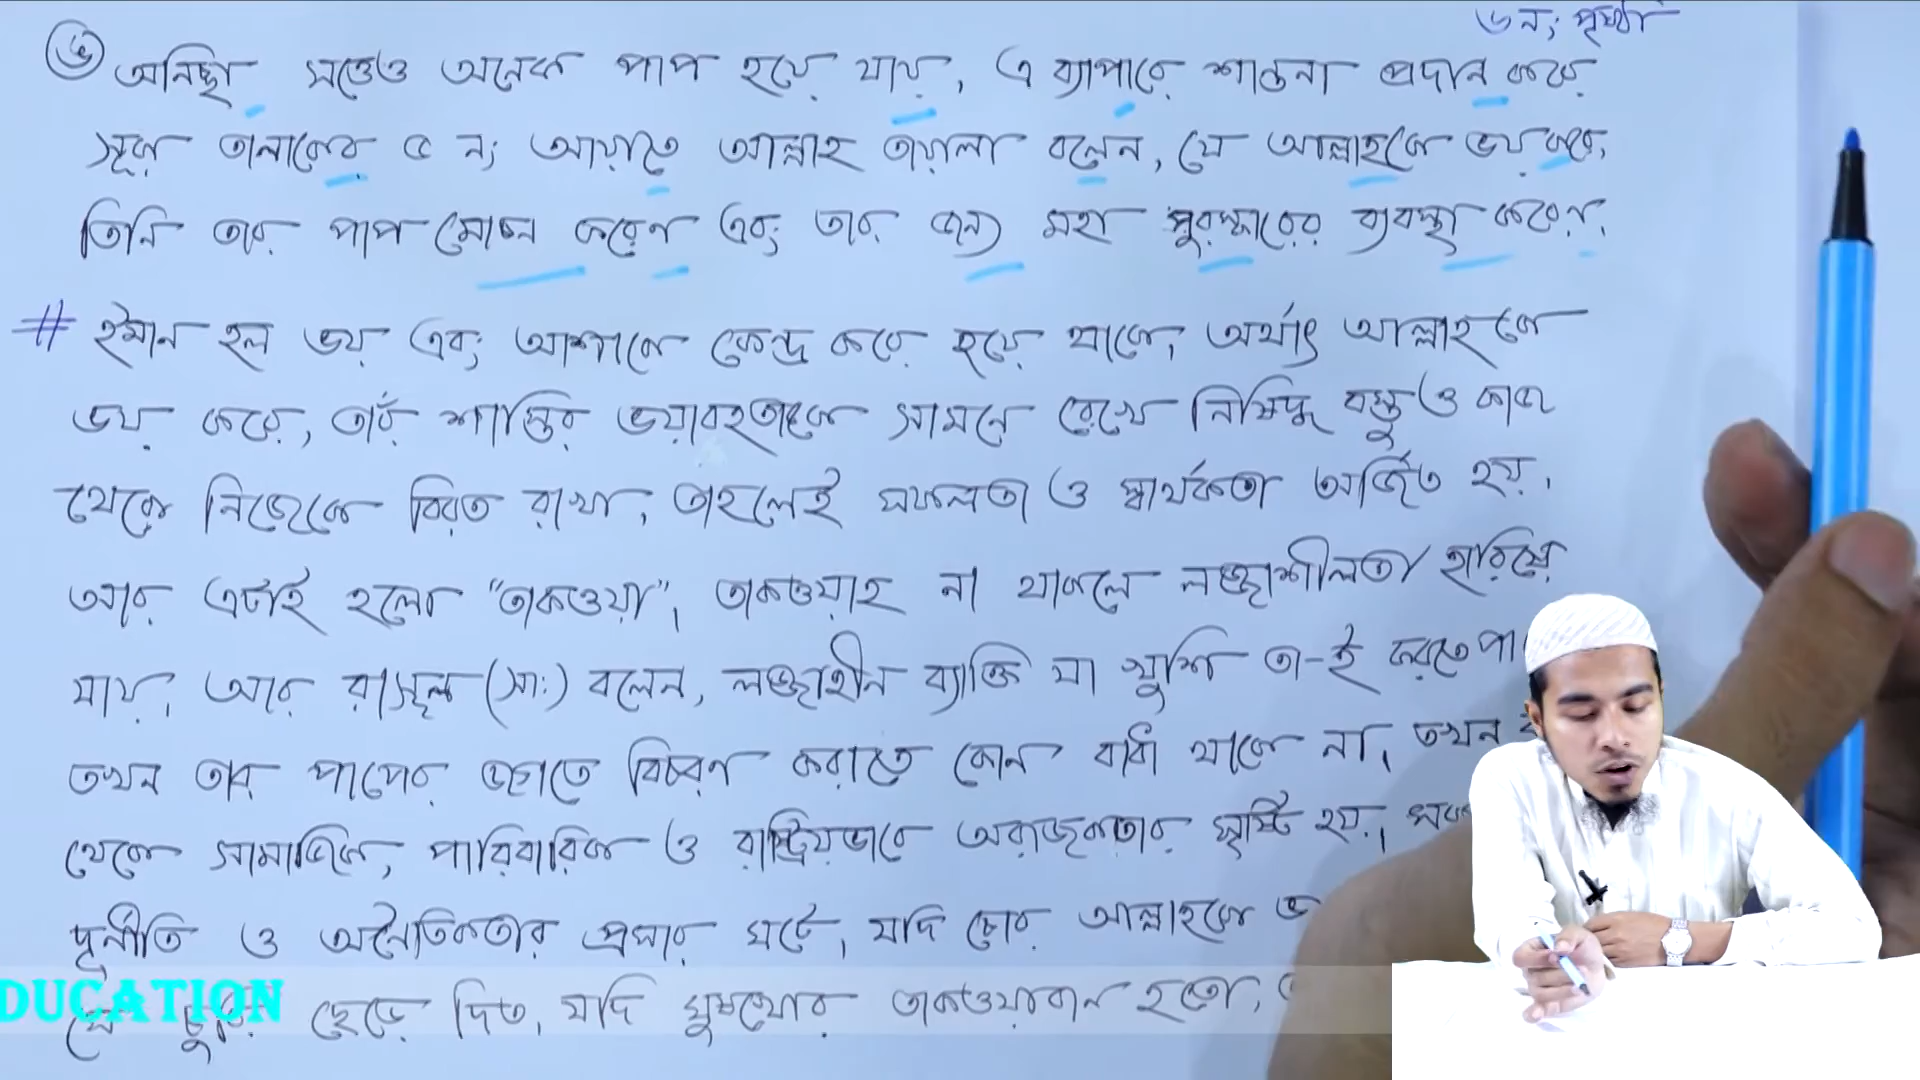 ৬ নং পৃষ্ঠা
৬ অনিচ্ছা সত্ত্বেও অনেক পাপ হয়ে যায়, এ ব্যাপারে শান্তনা প্রদান করে
সূরা তালাকের ৫ নং আয়াতে আল্লাহ তায়ালা বলেন, যে আল্লাহকে ভয় করে,
তিনি তার পাপ মোচন করেণ এবং তার জন্য মহা পুরস্কারের ব্যবস্থা করেণ,
# ইমান হল ভয় এবং আশাকে কেন্দ্র করে হয়ে থাকে, অর্থাৎ আল্লাহকে
ভয় করে, তাঁর শাস্তির ভয়াবহতাকে সামনে রেখে নিষিদ্ধ বস্তু ও কাজ
থেকে নিজেকে বিরত রাখা, তাহলেই সফলতা ও স্বার্থকতা অর্জিত হয়,
আর এটাই হলো "তাকওয়া", তাকওয়াহ না থাকলে লজ্জাশীলতা হারিয়ে
যায়, আর রাসূল (সাঃ) বলেন, লজ্জাহীন ব্যাক্তি যা খুশি তা-ই করতে পা
তখন তার পাপের জগতে বিচরণ করাতে কোন বাধা থাকে না, তখন
থেকে সামাজিক, পারিবারিক ও রাষ্ট্রিয়ভাবে অরাজকতার সৃষ্টি হয়,
দূর্নীতি ও অনৈতিকতার প্রসার ঘটে, যদি চোর আল্লাহকে ভ
সে চুরি ছেড়ে দিত, যদি ঘুষখোর তাকওয়াবান হতো,
DUCATION